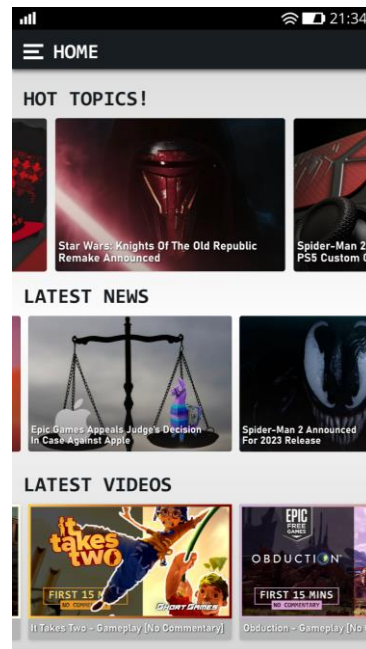 21:34
HOME
HOT TOPICS!
Star Wars: Knights Of The Old Republic
Remake Announced
Spider-Man 2
PS5 Custom
LATEST NEWS
Epic Games Appeals Judge's Decision
In Case Against Apple
Spider-Man 2 Announced
For 2023 Release
LATEST VIDEOS
It
takes
two
FIRST 15
NO COMMENTARY
GHORT GAMES
It Takes Two - Gameplay [No Commentary]
EPIC
FREE
GAMES
OBDUCTION
FIRST 15 MINS
NO COMMENTARY
Obduction - Gameplay [No